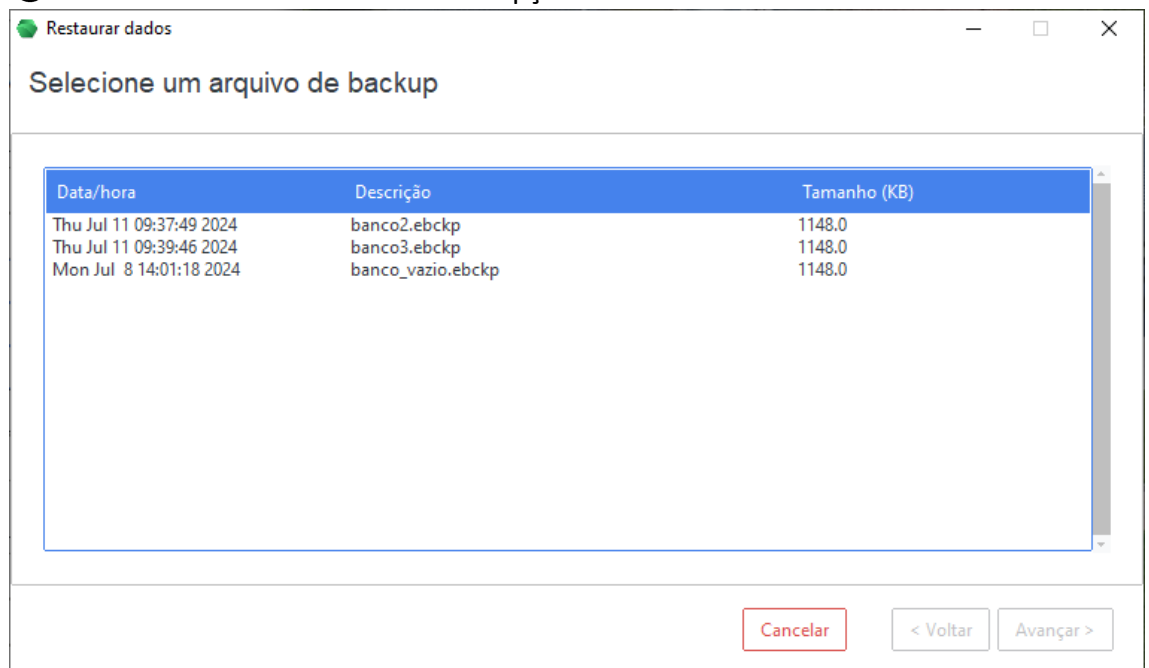 Restaurar dados
Selecione um arquivo de backup
Data/hora Descrição Tamanho (KB)
Thu Jul 11 09:37:49 2024 banco2.ebckp 1148.0
Thu Jul 11 09:39:46 2024 banco3.ebckp 1148.0
Mon Jul  8 14:01:18 2024 banco_vazio.ebckp 1148.0
Cancelar < Voltar Avançar >